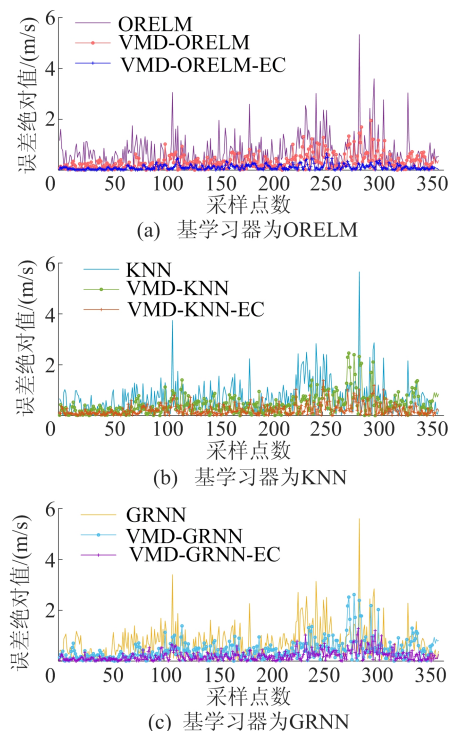 误差绝对值/(m/s)
6
4
2
0
ORELM
VMD-ORELM
VMD-ORELM-EC
50 100 150 200 250 300 350
采样点数
(a) 基学习器为ORELM
误差绝对值/(m/s)
6
4
2
0
KNN
VMD-KNN
VMD-KNN-EC
50 100 150 200 250 300 350
采样点数
(b) 基学习器为KNN
误差绝对值/(m/s)
6
4
2
0
GRNN
VMD-GRNN
VMD-GRNN-EC
50 100 150 200 250 300 350
采样点数
(c) 基学习器为GRNN